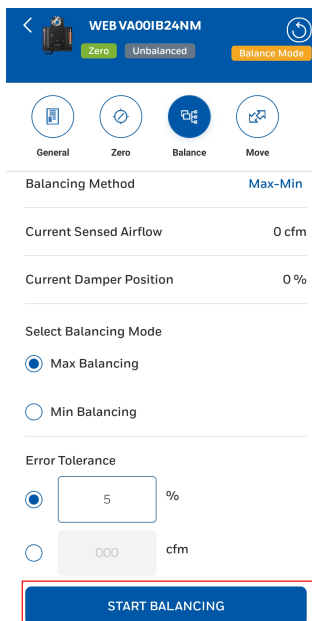 WEB VA00IB24NM
Zero Unbalanced Balance Mode
General Zero Balance Move
Balancing Method Max-Min
Current Sensed Airflow 0 cfm
Current Damper Position 0 %
Select Balancing Mode
Max Balancing
Min Balancing
Error Tolerance
5 %
000 cfm
START BALANCING